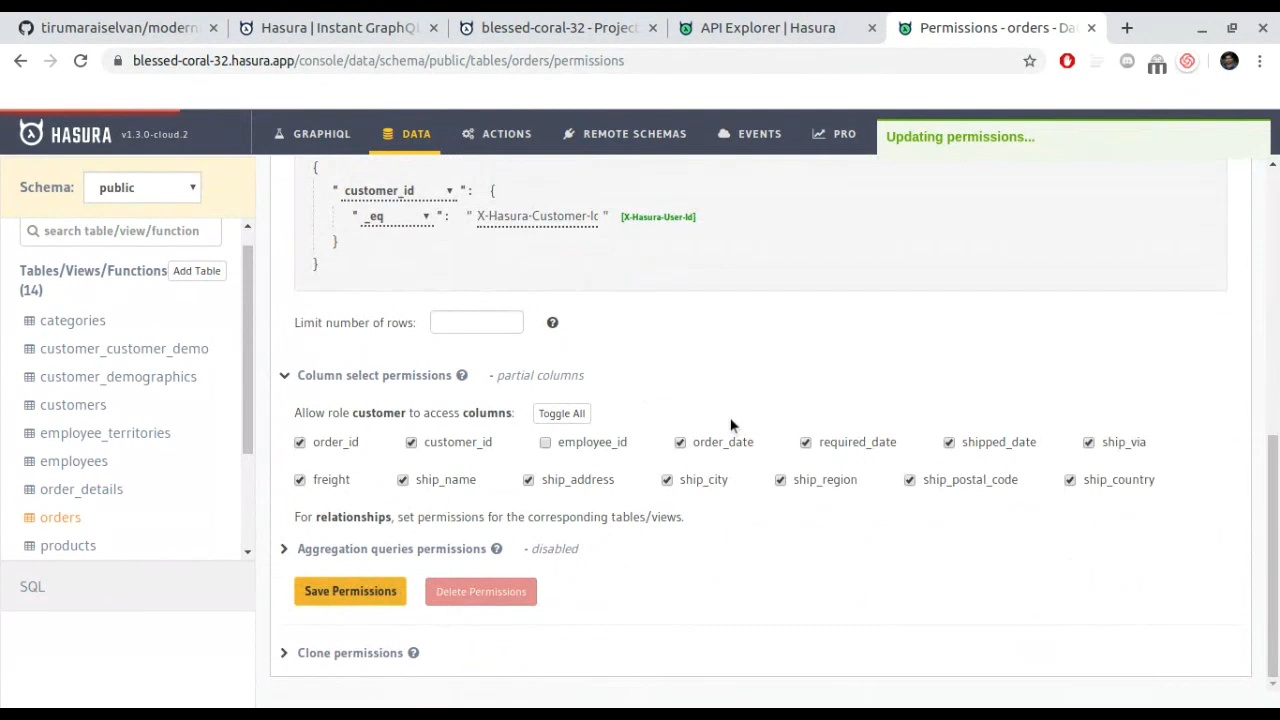 tirumaraiselvan/modern
Hasura | Instant GraphQL
blessed-coral-32 - Project
API Explorer | Hasura
Permissions - orders - Da
blessed-coral-32.hasura.app/console/data/schema/public/tables/orders/permissions
HASURA v1.3.0-cloud.2
GRAPHIQL
DATA
ACTIONS
REMOTE SCHEMAS
EVENTS
PRO
Updating permissions...
Schema: public
search table/view/function
Tables/Views/Functions (14)
Add Table
categories
customer_customer_demo
customer_demographics
customers
employee_territories
employees
order_details
orders
products
SQL
{
" customer_id ": {
" _eq ": " X-Hasura-Customer-Ic " [X-Hasura-User-Id]
}
}
Limit number of rows:
Column select permissions - partial columns
Allow role customer to access columns: Toggle All
order_id customer_id employee_id order_date required_date shipped_date ship_via
freight ship_name ship_address ship_city ship_region ship_postal_code ship_country
For relationships, set permissions for the corresponding tables/views.
Aggregation queries permissions - disabled
Save Permissions Delete Permissions
Clone permissions